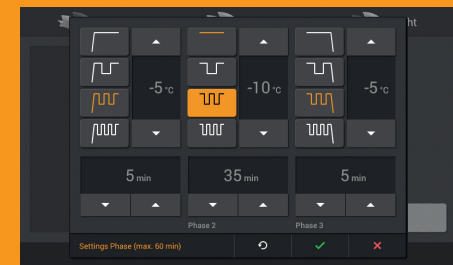 ht
-5 °C
-10 °C
-5 °C
5 min
35 min
5 min
Phase 2
Phase 3
Settings Phase (max. 60 min)